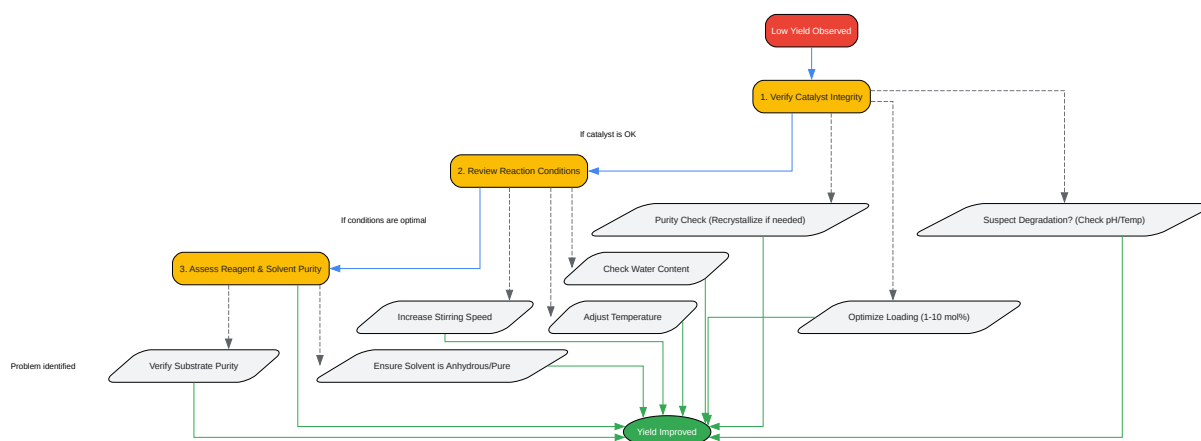 Low Yield Observed
1. Verify Catalyst Integrity
If catalyst is OK
2. Review Reaction Conditions
If conditions are optimal
Purity Check (Recrystallize if needed)
Suspect Degradation? (Check pH/Temp)
3. Assess Reagent & Solvent Purity
Check Water Content
Increase Stirring Speed
Adjust Temperature
Optimize Loading (1-10 mol%)
Problem identified
Verify Substrate Purity
Ensure Solvent is Anhydrous/Pure
Yield Improved